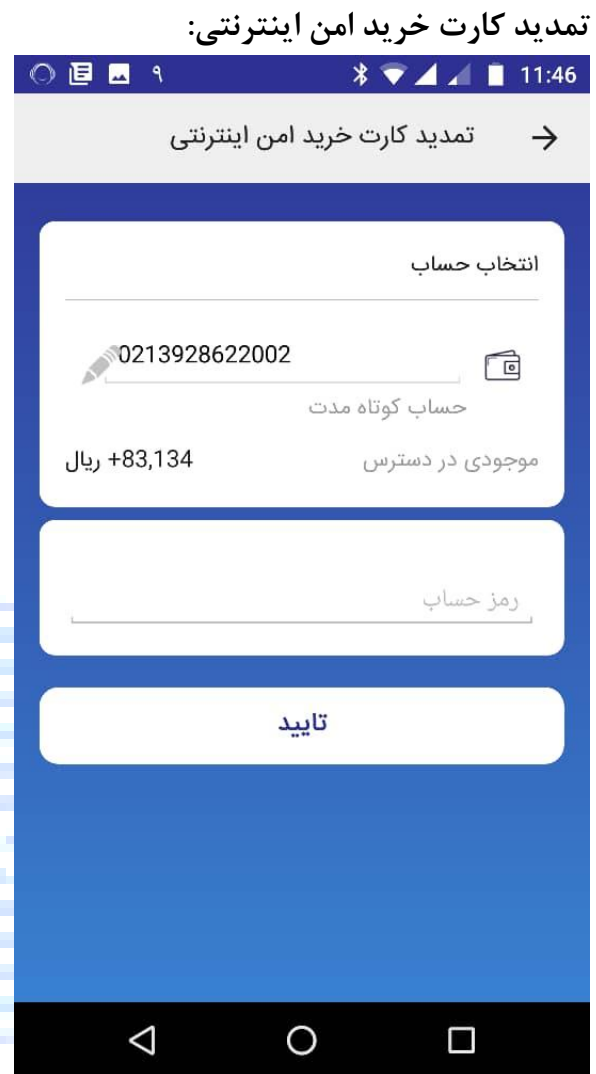 تمدید کارت خرید امن اینترنتی:
۹ 11:46
تمدید کارت خرید امن اینترنتی
انتخاب حساب
0213928622002
حساب کوتاه مدت
موجودی در دسترس +83,134 ریال
رمز حساب
تایید